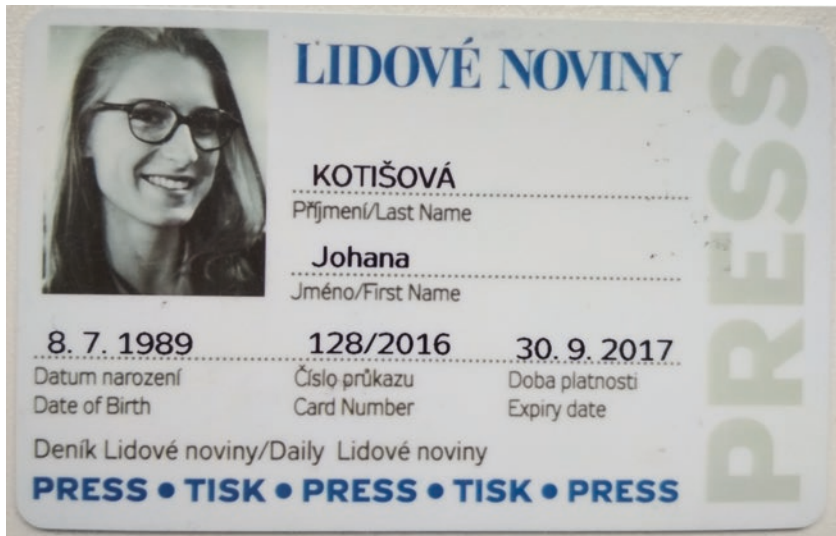 LIDOVÉ NOVINY
KOTIŠOVÁ
Příjmení/Last Name
Johana
Jméno/First Name
8. 7. 1989 128/2016 30. 9. 2017
Datum narození Číslo průkazu Doba platnosti
Date of Birth Card Number Expiry date
Deník Lidové noviny/Daily Lidové noviny
PRESS • TISK • PRESS • TISK • PRESS
PRESS